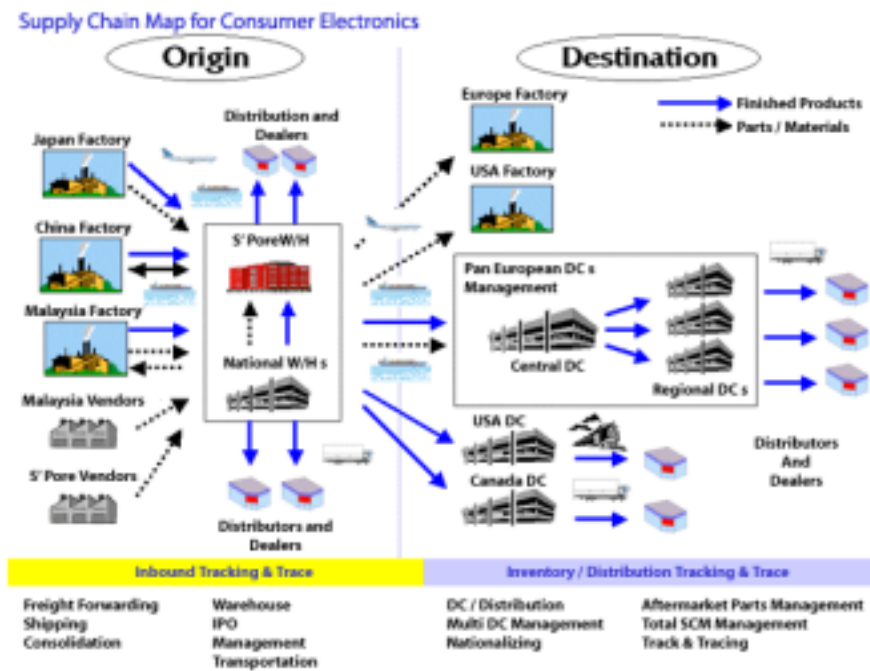 Supply Chain Map for Consumer Electronics
Origin
Destination
Distribution and
Dealers
Japan Factory
China Factory
Malaysia Factory
Malaysia Vendors
S' Pore Vendors
S' PoreW/H
National W/H s
Distributors and
Dealers
Europe Factory
USA Factory
Finished Products
Parts / Materials
Pan European DC s
Management
Central DC
Regional DC s
USA DC
Canada DC
Distributors
And
Dealers
Inbound Tracking & Trace
Inventory / Distribution Tracking & Trace
Freight Forwarding
Shipping
Consolidation
Warehouse
IPO
Management
Transportation
DC / Distribution
Multi DC Management
Nationalizing
Aftermarket Parts Management
Total SCM Management
Track & Tracing